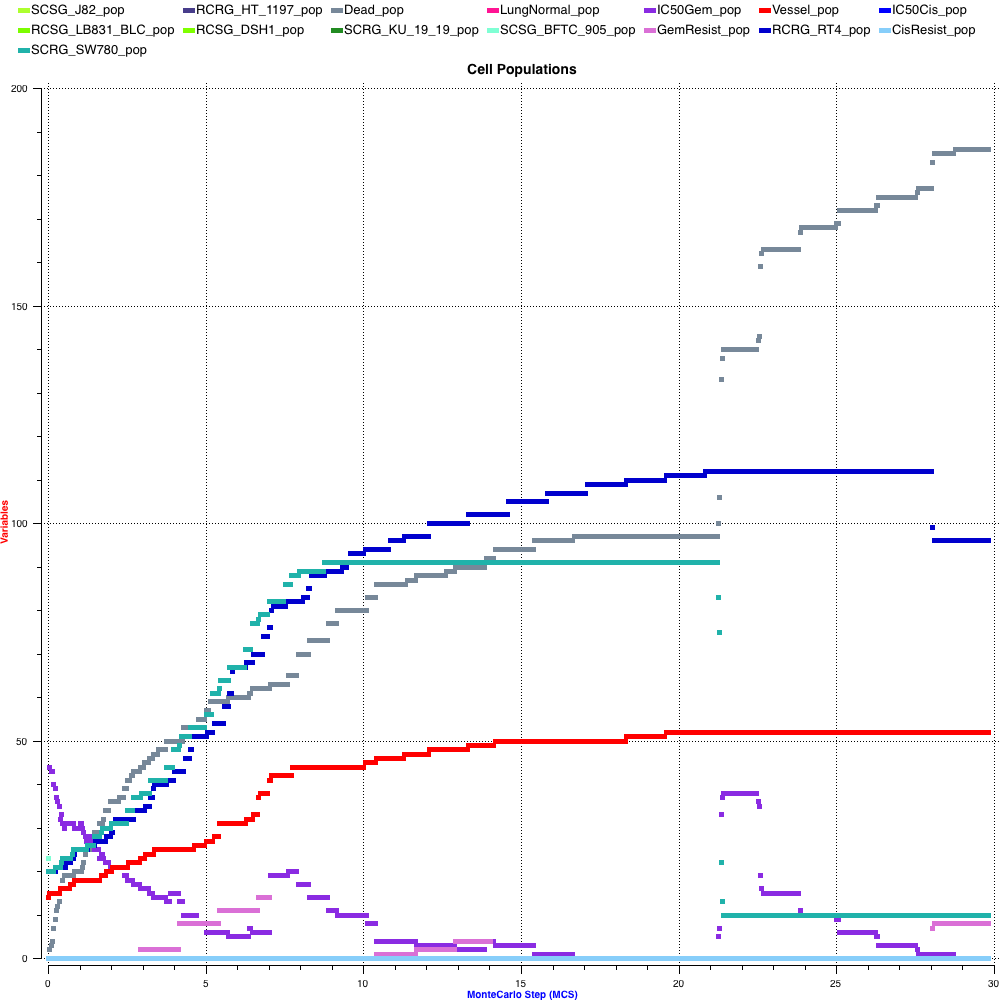 SCSG_J82_pop RCRG_HT_1197_pop Dead_pop LungNormal_pop IC50Gem_pop Vessel_pop IC50Cis_pop
RCSG_LB831_BLC_pop RCSG_DSH1_pop SCRG_KU_19_19_pop SCSG_BFTC_905_pop GemResist_pop RCRG_RT4_pop CisResist_pop
SCRG_SW780_pop
Cell Populations
200
150
100
50
0
Variables
0 5 10 15 20 25 30
MonteCarlo Step (MCS)